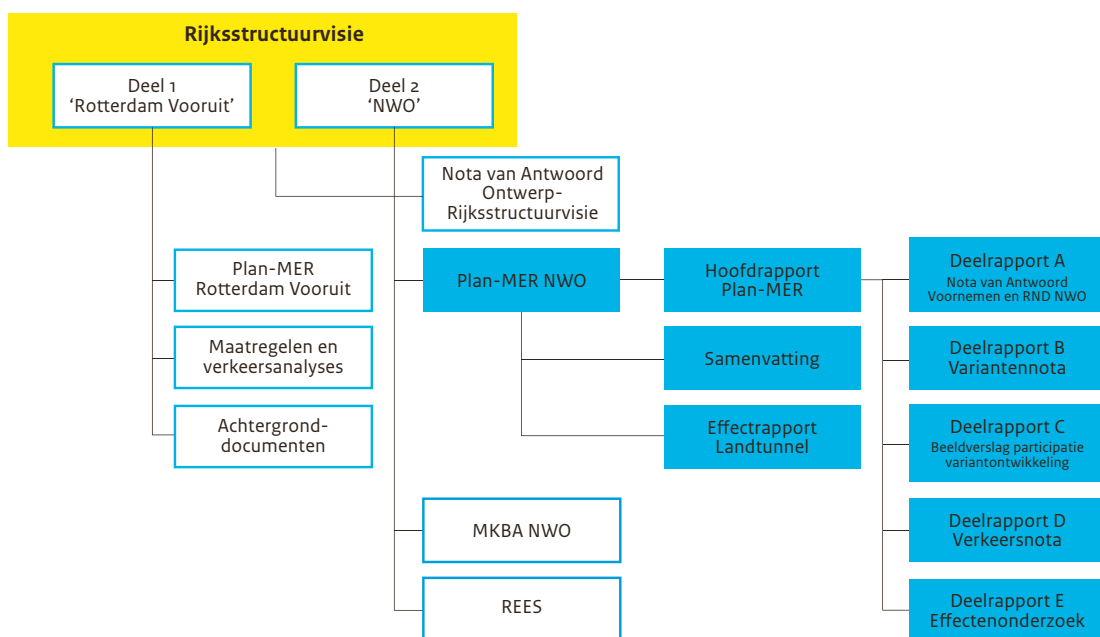 Rijksstructuurvisie
Deel 1
‘Rotterdam Vooruit’
Deel 2
‘NWO’
Nota van Antwoord
Ontwerp-
Rijksstructuurvisie
Plan-MER
Rotterdam Vooruit
Maatregelen en
verkeersanalyses
Achtergrond-
documenten
Plan-MER NWO
Hoofdrapport
Plan-MER
Samenvatting
Effectrapport
Landtunnel
MKBA NWO
REES
Deelrapport A
Nota van Antwoord
Voornemen en RND NWO
Deelrapport B
Variantennota
Deelrapport C
Beeldverslag participatie
variantontwikkeling
Deelrapport D
Verkeersnota
Deelrapport E
Effectenonderzoek